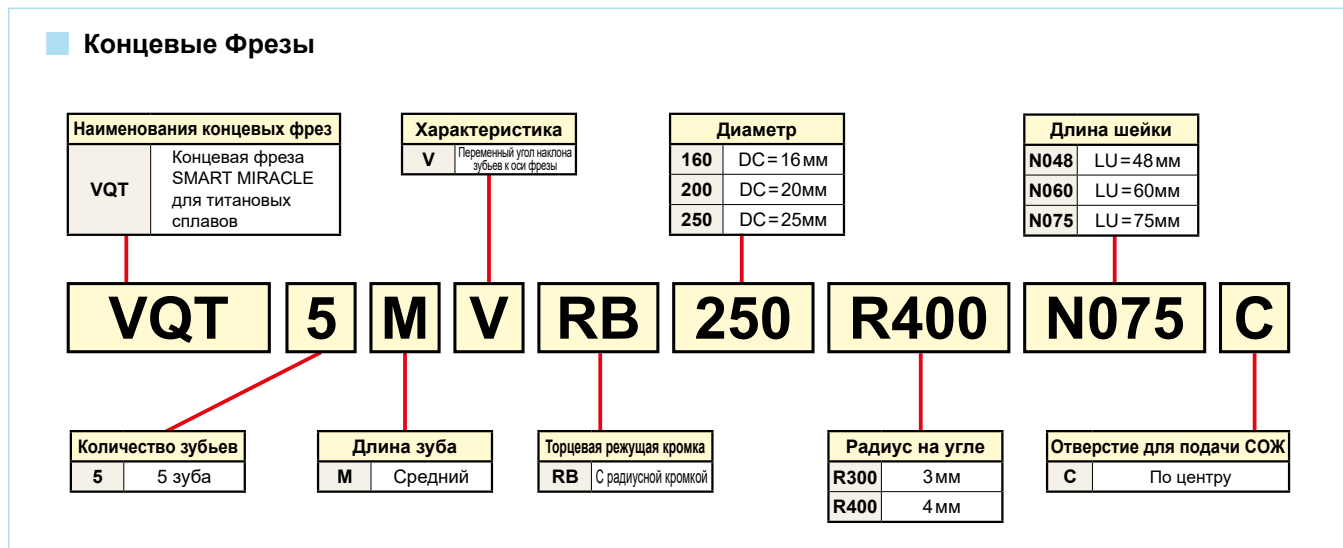 Концевые Фрезы
Наименования концевых фрез
VQT
Концевая фреза
SMART MIRACLE
для титановых
сплавов
Характеристика
V
Переменный угол наклона
зубьев к оси фрезы
Диаметр
160 DC=16мм
200 DC=20мм
250 DC=25мм
Длина шейки
N048 LU=48мм
N060 LU=60мм
N075 LU=75мм
VQT 5 M V RB 250 R400 N075 C
Количество зубьев
5 5 зуба
Длина зуба
M Средний
Торцевая режущая кромка
RB С радиусной кромкой
Радиус на угле
R300 3мм
R400 4мм
Отверстие для подачи СОЖ
C По центру